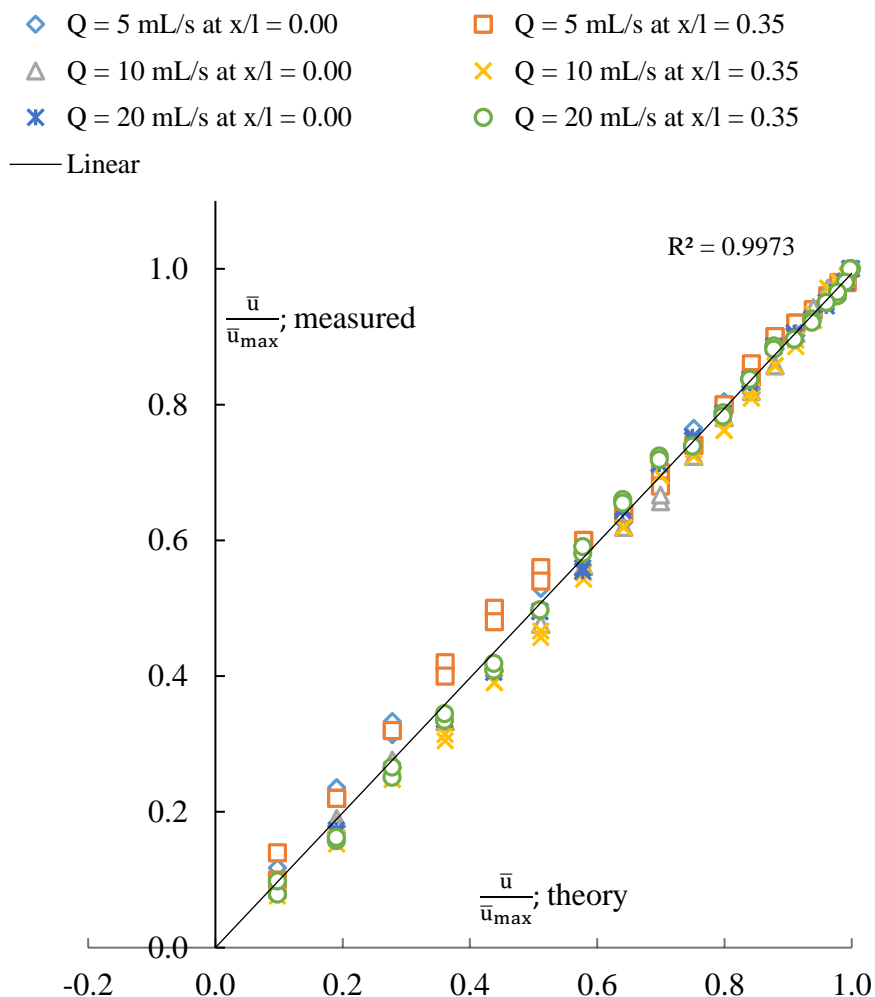 Q = 5 mL/s at x/l = 0.00
Q = 5 mL/s at x/l = 0.35
Q = 10 mL/s at x/l = 0.00
Q = 10 mL/s at x/l = 0.35
Q = 20 mL/s at x/l = 0.00
Q = 20 mL/s at x/l = 0.35
Linear
R² = 0.9973
1.0
ū/ūmax; measured
0.8
0.6
0.4
0.2
ū/ūmax; theory
0.0
-0.2 0.0 0.2 0.4 0.6 0.8 1.0